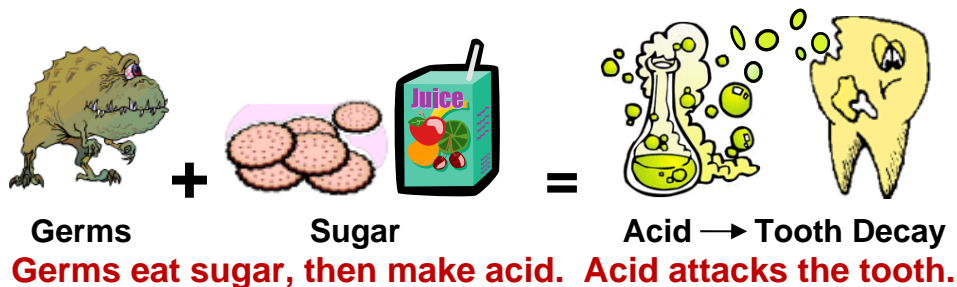 Juice
+
=
Germs
Sugar
Acid → Tooth Decay
Germs eat sugar, then make acid. Acid attacks the tooth.